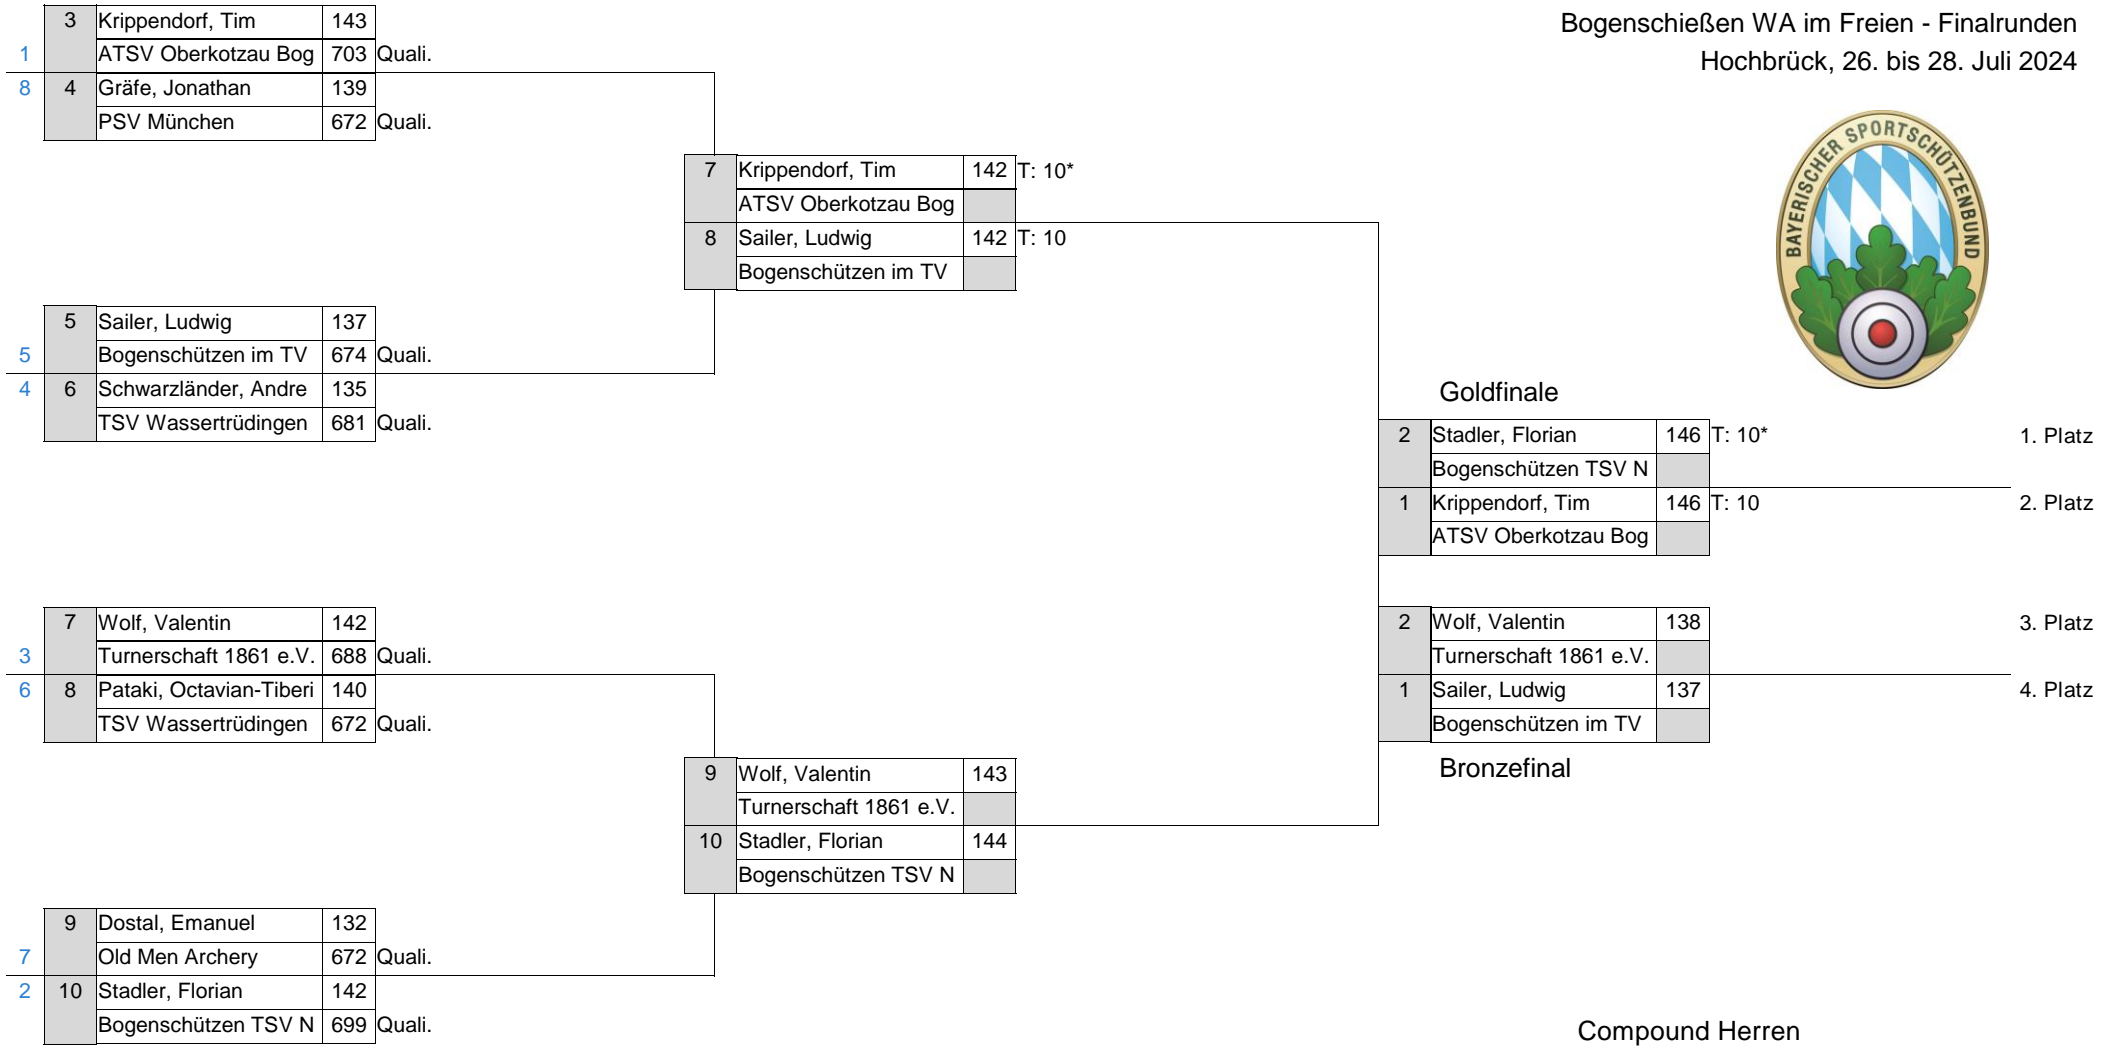 Bogenschießen WA im Freien - Finalrunden
Hochbrück, 26. bis 28. Juli 2024
BAYERISCHER SPORTSCHÜTZENBUND
3 Krippendorf, Tim 143
1 ATSV Oberkotzau Bog 703 Quali.
8 4 Gräfe, Jonathan 139
PSV München 672 Quali.
7 Krippendorf, Tim 142 T: 10*
ATSV Oberkotzau Bog
8 Sailer, Ludwig 142 T: 10
Bogenschützen im TV
5 Sailer, Ludwig 137
5 Bogenschützen im TV 674 Quali.
4 6 Schwarzländer, Andre 135
TSV Wassertrüdingen 681 Quali.
Goldfinale
2 Stadler, Florian 146 T: 10* 1. Platz
Bogenschützen TSV N
1 Krippendorf, Tim 146 T: 10 2. Platz
ATSV Oberkotzau Bog
7 Wolf, Valentin 142
3 Turnerschaft 1861 e.V. 688 Quali.
6 8 Pataki, Octavian-Tiberi 140
TSV Wassertrüdingen 672 Quali.
2 Wolf, Valentin 138 3. Platz
Turnerschaft 1861 e.V.
1 Sailer, Ludwig 137 4. Platz
Bogenschützen im TV
Bronzefinal
9 Wolf, Valentin 143
Turnerschaft 1861 e.V.
10 Stadler, Florian 144
Bogenschützen TSV N
9 Dostal, Emanuel 132
7 Old Men Archery 672 Quali.
2 10 Stadler, Florian 142
Bogenschützen TSV N 699 Quali.
Compound Herren